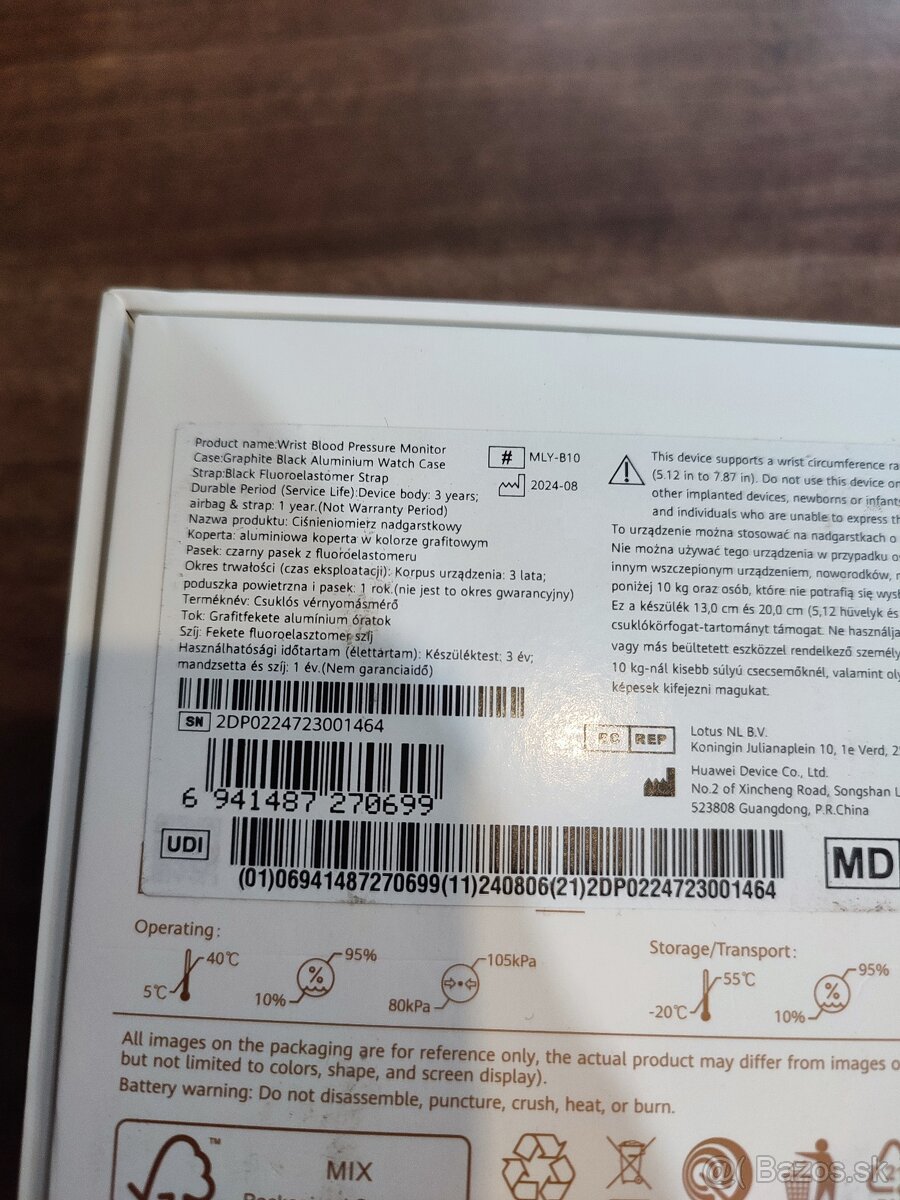 Product name:Wrist Blood Pressure Monitor
Case:Graphite Black Aluminium Watch Case
Strap:Black Fluoroelastomer Strap
Durable Period (Service Life):Device body: 3 years;
airbag & strap: 1 year.(Not Warranty Period)
Nazwa produktu: Ciśnieniomierz nadgarstkowy
Koperta: aluminiowa koperta w kolorze grafitowym
Pasek: czarny pasek z fluoroelastomeru
Okres trwałości (czas eksploatacji): Korpus urządzenia: 3 lata;
poduszka powietrzna i pasek: 1 rok.(nie jest to okres gwarancyjny)
Terméknév: Csuklós vérnyomásmérő
Tok: Grafitfekete alumínium óratok
Szíj: Fekete fluoroelasztomer szíj
Használhatósági időtartam (élettartam): Készüléktest: 3 év;
mandzsetta és szíj: 1 év.(Nem garanciaidő)
# MLY-B10
2024-08
This device supports a wrist circumference
(5.12 in to 7.87 in). Do not use this device
other implanted devices, newborns or
and individuals who are unable to express
To urządzenie można stosować na nadgarstkach o
Nie można używać tego urządzenia w przypadku
innym wszczepionym urządzeniem, noworodków,
poniżej 10 kg oraz osób, które nie potrafią się
Ez a készülék 13,0 cm és 20,0 cm (5,12 hüvelyk és
csuklókörfogat-tartományt támogat. Ne használja
vagy más beültetett eszközzel rendelkező
10 kg-nál kisebb súlyú csecsemőknél, valamint
képesek kifejezni magukat.
SN 2DP0224723001464
6 941487 270699
EC REP
Lotus NL B.V.
Koningin Julianaplein 10, 1e Verd,
Huawei Device Co., Ltd.
No.2 of Xincheng Road, Songshan
523808 Guangdong, P.R.China
UDI
(01)06941487270699(11)240806(21)2DP0224723001464
MD
Operating:
40℃
5℃
95%
10%
105kPa
80kPa
Storage/Transport:
55℃
-20℃
95%
10%
All images on the packaging are for reference only, the actual product may differ from images
but not limited to colors, shape, and screen display).
Battery warning: Do not disassemble, puncture, crush, heat, or burn.
™
MIX
Bazos.sk